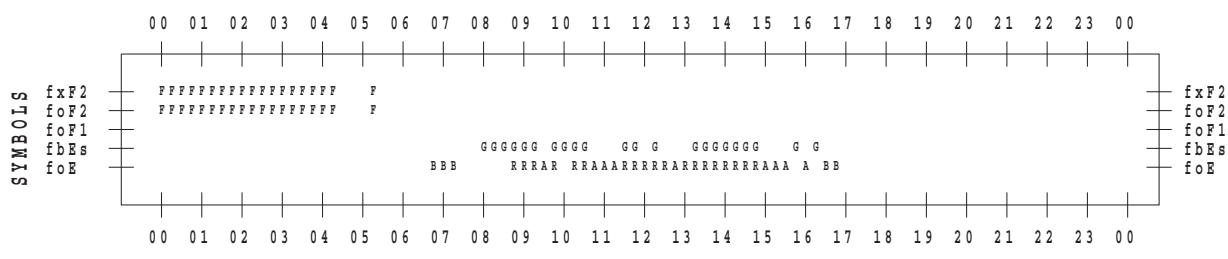 00 01 02 03 04 05 06 07 08 09 10 11 12 13 14 15 16 17 18 19 20 21 22 23 00
SYMBOLS
fxF2 FFFFFFFFFFFFFFFFFF F fxF2
foF2 FFFFFFFFFFFFFFFFFF F foF2
foF1 foF1
fbEs GGGGGG GGGG GG G GGGGGGG G G fbEs
foE BBB RRRAR RRAAARRRRRARRRRRRRRAAA A BB foE
00 01 02 03 04 05 06 07 08 09 10 11 12 13 14 15 16 17 18 19 20 21 22 23 00